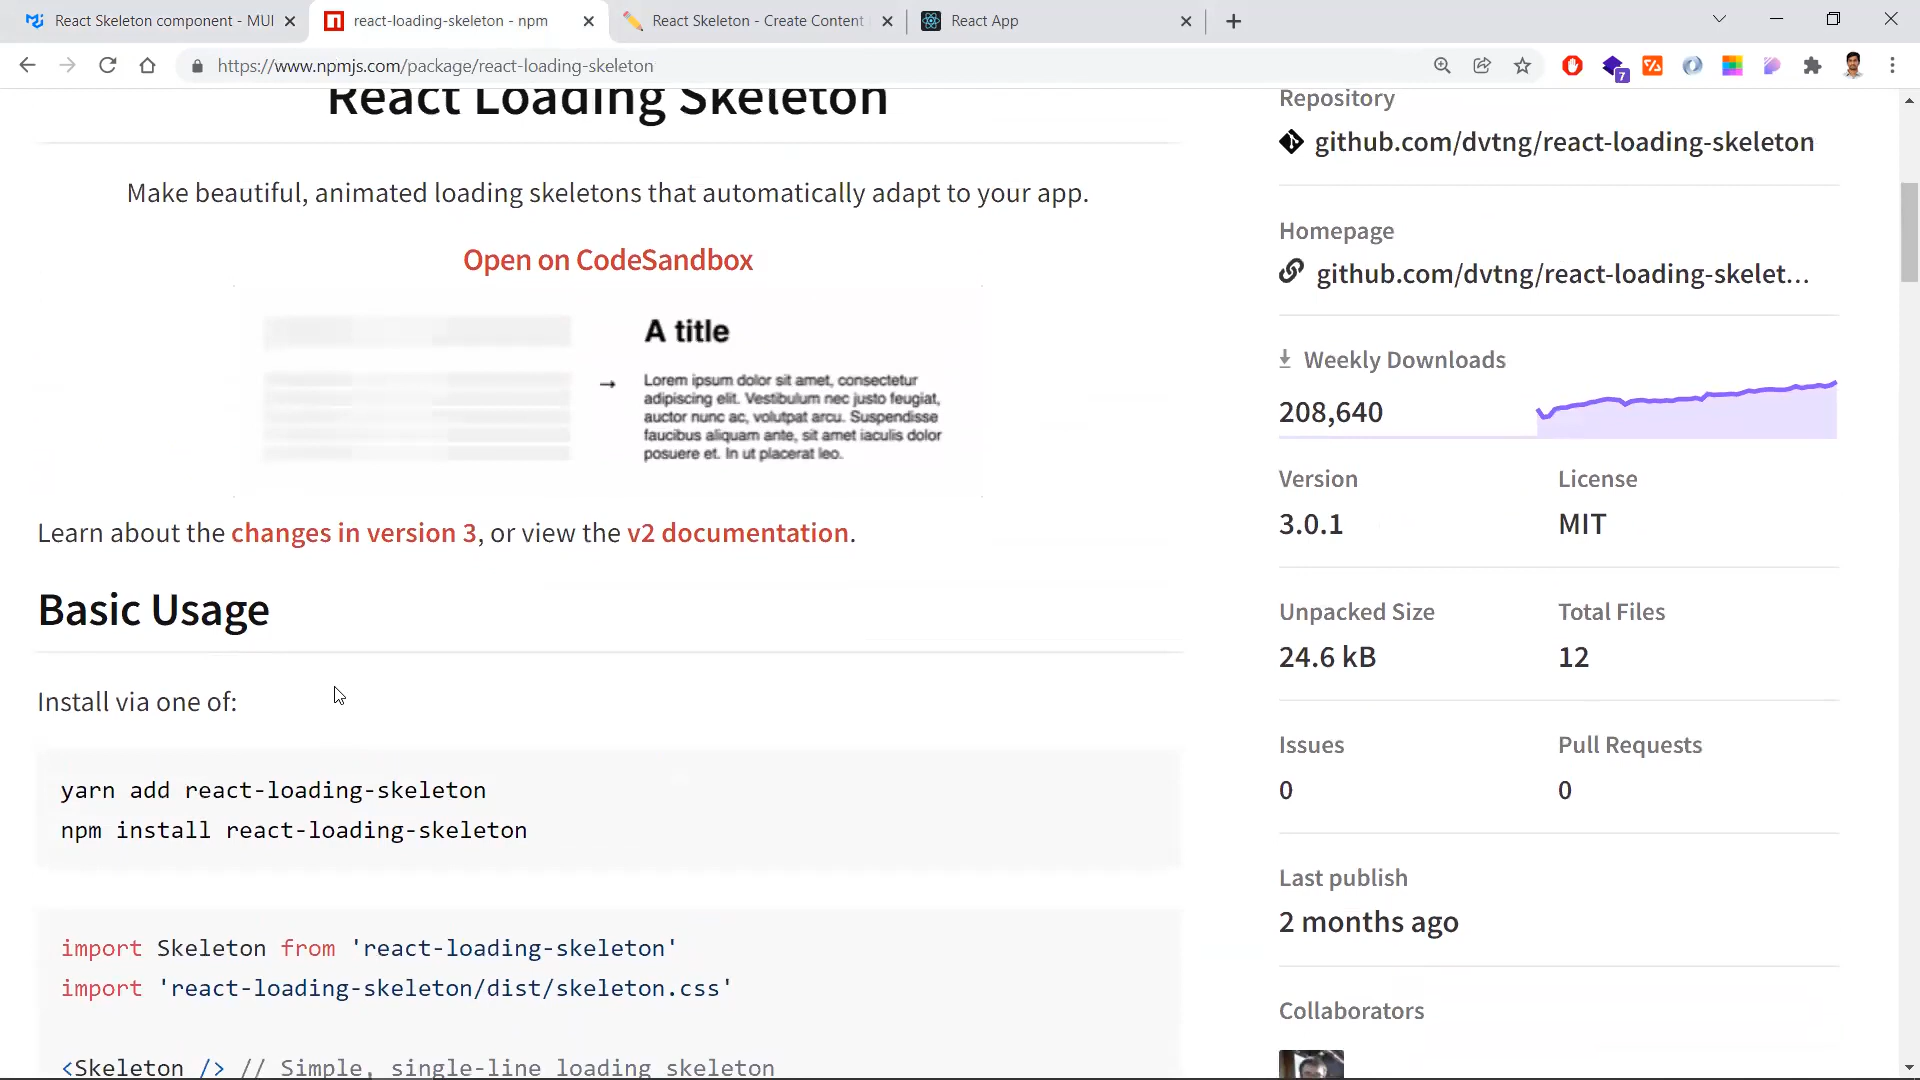 React Skeleton component - MUI
react-loading-skeleton - npm
React Skeleton - Create Content
React App
https://www.npmjs.com/package/react-loading-skeleton
7
React Loading Skeleton
Make beautiful, animated loading skeletons that automatically adapt to your app.
Open on CodeSandbox
A title
→
Lorem ipsum dolor sit amet, consectetur
adipiscing elit. Vestibulum nec justo feugiat,
auctor nunc ac, volutpat arcu. Suspendisse
faucibus aliquam ante, sit amet iaculis dolor
posuere et. In ut placerat leo.
Learn about the changes in version 3, or view the v2 documentation.
Basic Usage
Install via one of:
yarn add react-loading-skeleton
npm install react-loading-skeleton
import Skeleton from 'react-loading-skeleton'
import 'react-loading-skeleton/dist/skeleton.css'
<Skeleton /> // Simple, single-line loading skeleton
Repository
github.com/dvtng/react-loading-skeleton
Homepage
github.com/dvtng/react-loading-skelet...
Weekly Downloads
208,640
Version
License
3.0.1
MIT
Unpacked Size
Total Files
24.6 kB
12
Issues
Pull Requests
0
0
Last publish
2 months ago
Collaborators